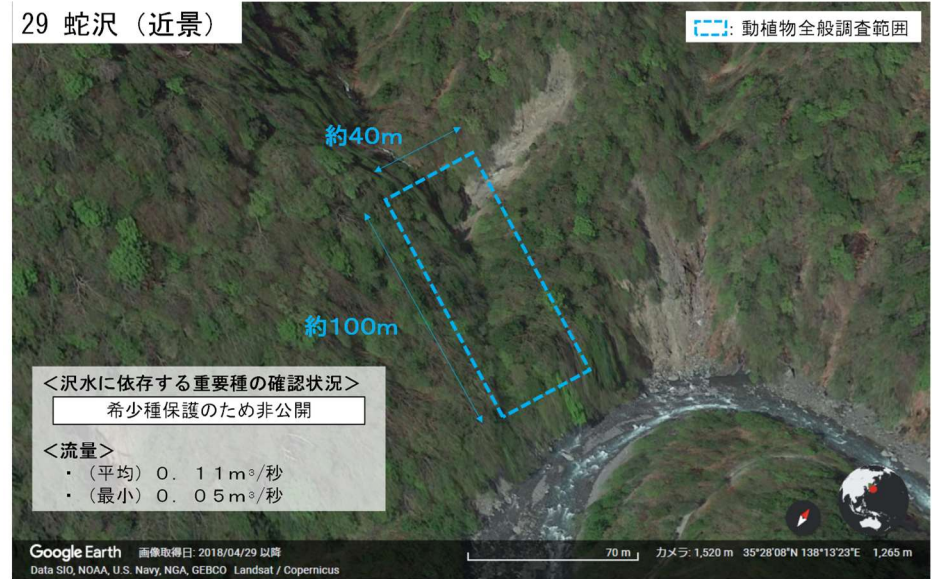 29 蛇沢（近景）
：動植物全般調査範囲
約40m
約100m
＜沢水に依存する重要種の確認状況＞
希少種保護のため非公開
＜流量＞
・（平均）０．１１m³/秒
・（最小）０．０５m³/秒
Google Earth 画像取得日: 2018/04/29 以降
70 m カメラ: 1,520 m 35°28'08"N 138°13'23"E 1,265 m
Data SIO, NOAA, U.S. Navy, NGA, GEBCO Landsat / Copernicus